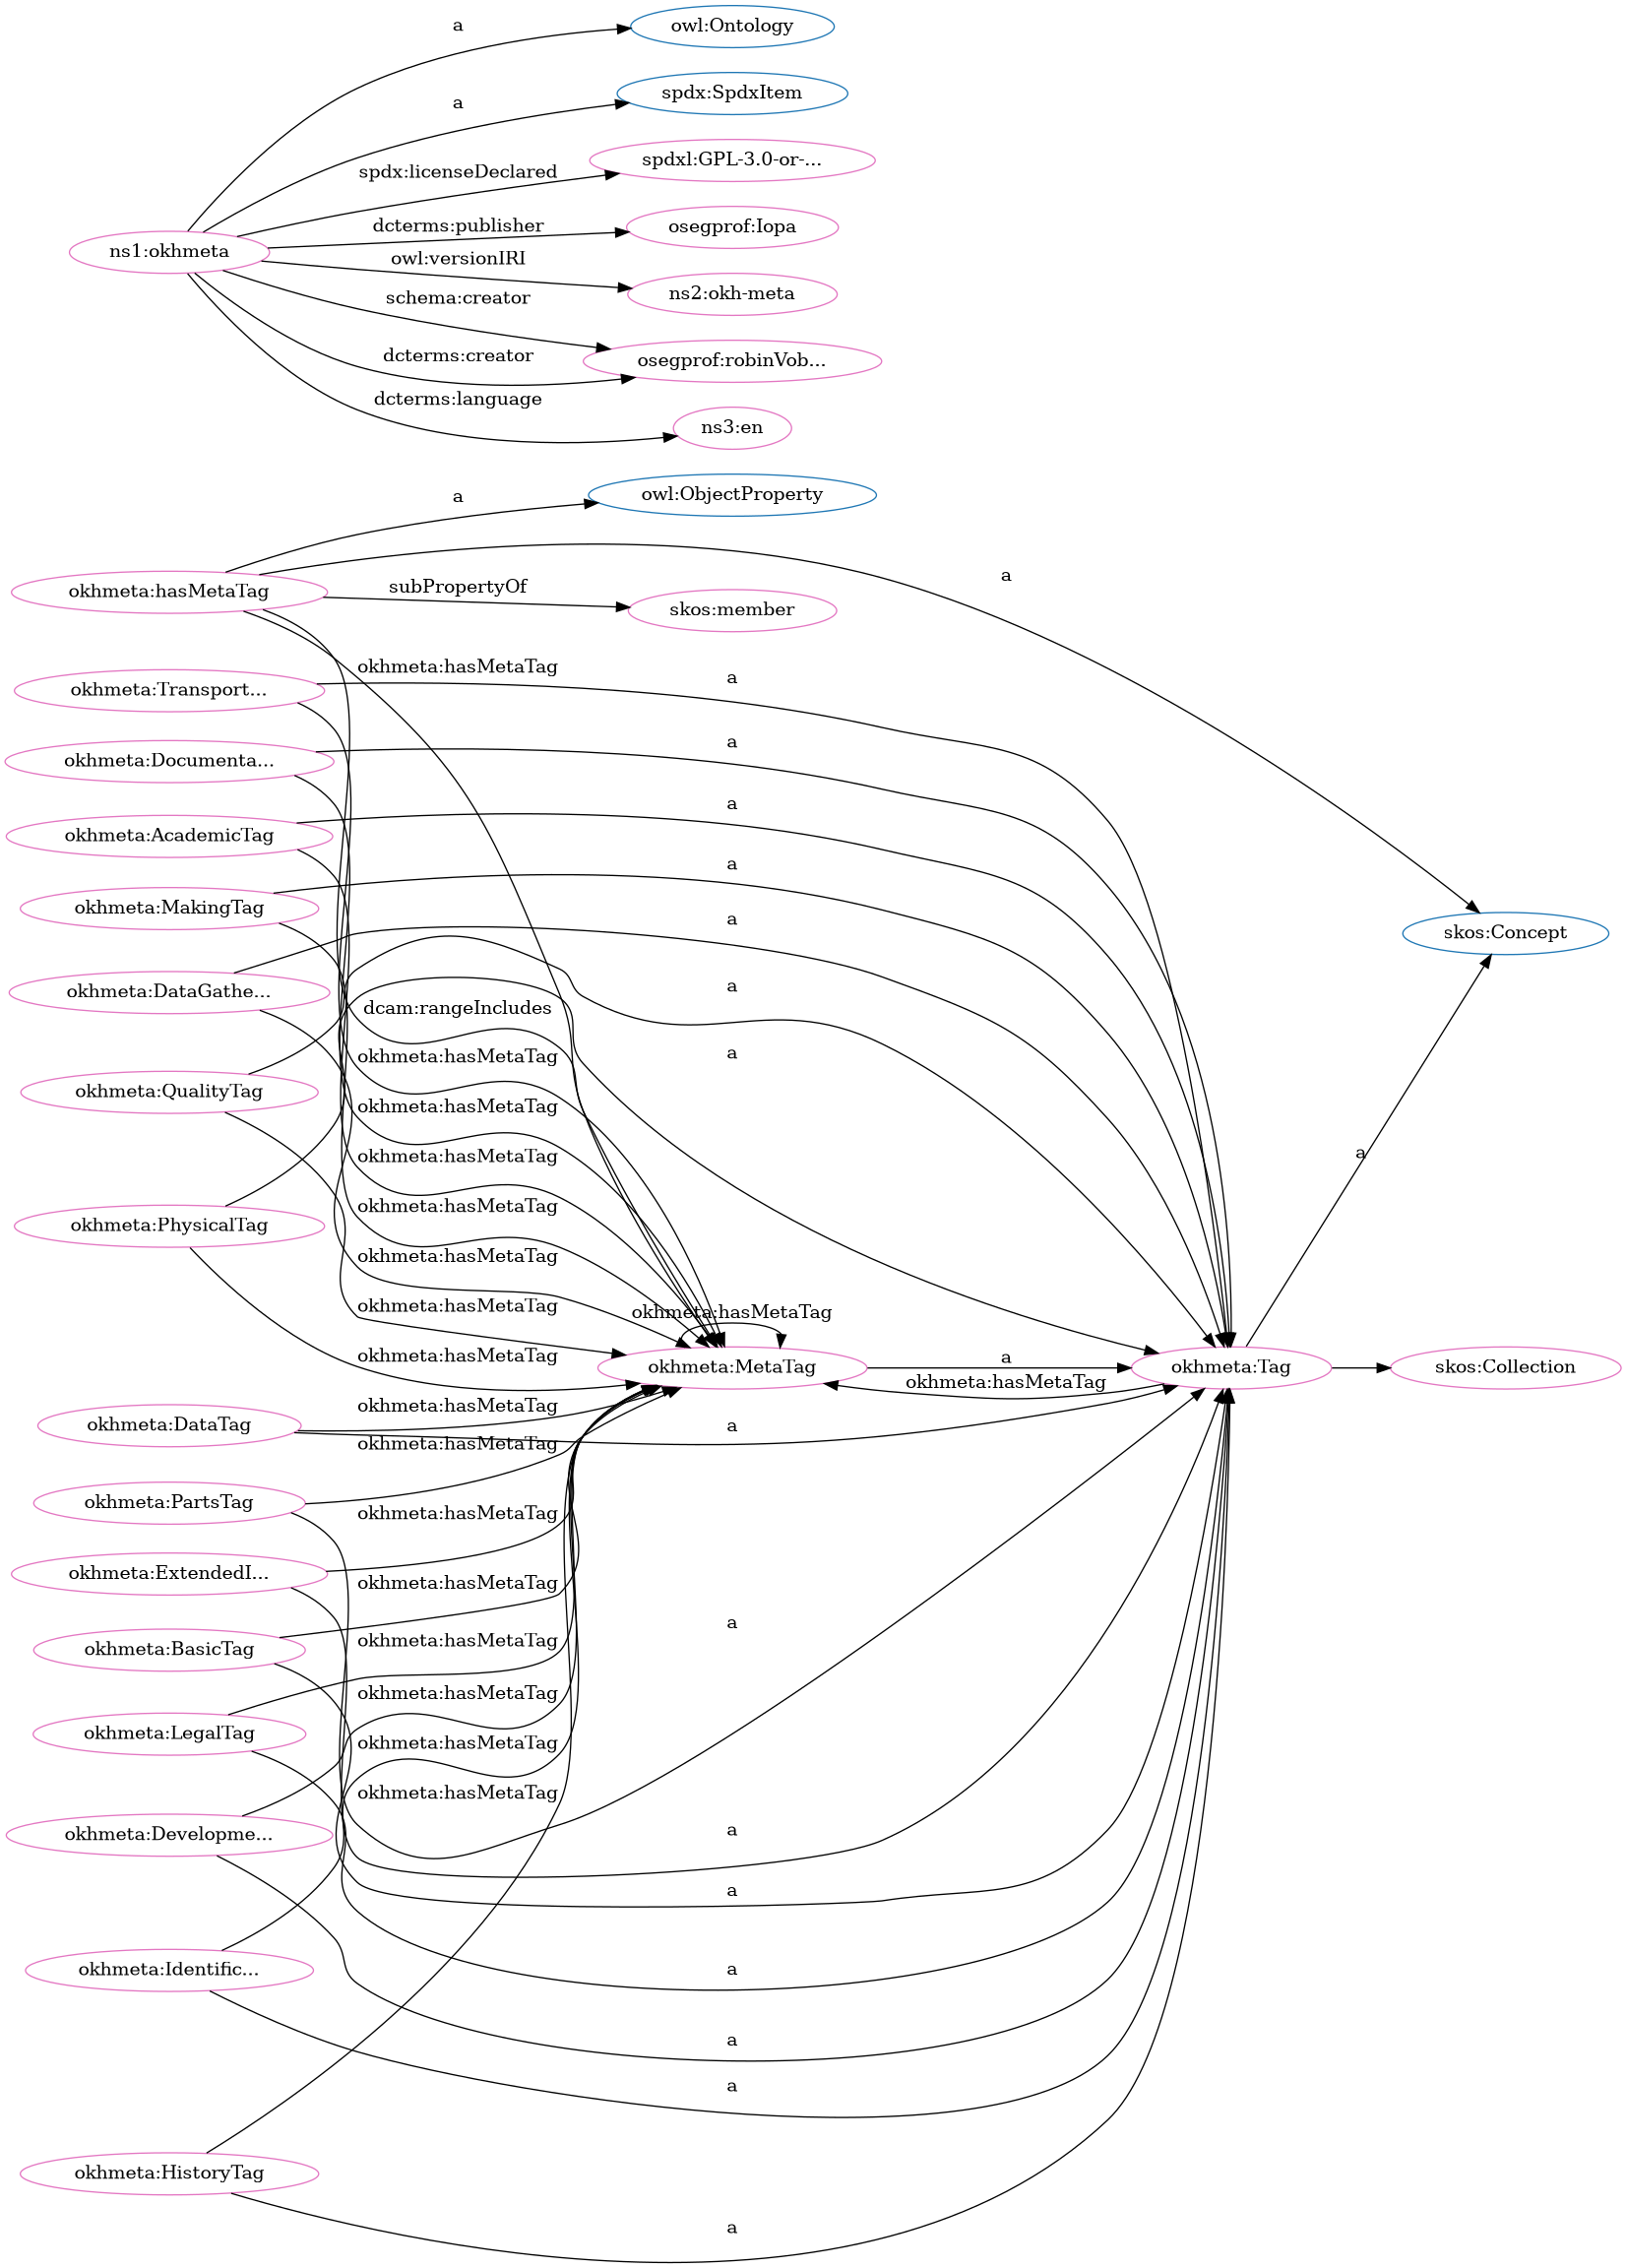 a
owl:Ontology
a
spdx:SpdxItem
spdx:licenseDeclared
spdxl:GPL-3.0-or-...
dcterms:publisher
osegprof:Iopa
ns1:okhmeta
owl:versionIRI
ns2:okh-meta
schema:creator
dcterms:creator
osegprof:robinVob...
dcterms:language
ns3:en
a
owl:ObjectProperty
okhmeta:hasMetaTag
subPropertyOf
skos:member
a
okhmeta:hasMetaTag
okhmeta:Transport...
a
okhmeta:Documenta...
a
okhmeta:AcademicTag
a
okhmeta:MakingTag
a
okhmeta:DataGathe...
a
skos:Concept
a
dcam:rangeIncludes
a
okhmeta:hasMetaTag
okhmeta:QualityTag
okhmeta:hasMetaTag
okhmeta:hasMetaTag
a
okhmeta:hasMetaTag
okhmeta:PhysicalTag
okhmeta:hasMetaTag
okhmeta:hasMetaTag
okhmeta:hasMetaTag
okhmeta:hasMetaTag
okhmeta:MetaTag
a
okhmeta:Tag
skos:Collection
okhmeta:hasMetaTag
okhmeta:hasMetaTag
okhmeta:DataTag
a
okhmeta:hasMetaTag
okhmeta:PartsTag
okhmeta:hasMetaTag
okhmeta:ExtendedI...
okhmeta:hasMetaTag
a
okhmeta:BasicTag
okhmeta:hasMetaTag
okhmeta:hasMetaTag
okhmeta:LegalTag
okhmeta:hasMetaTag
okhmeta:hasMetaTag
okhmeta:Developme...
a
a
okhmeta:Identific...
a
a
a
okhmeta:HistoryTag
a